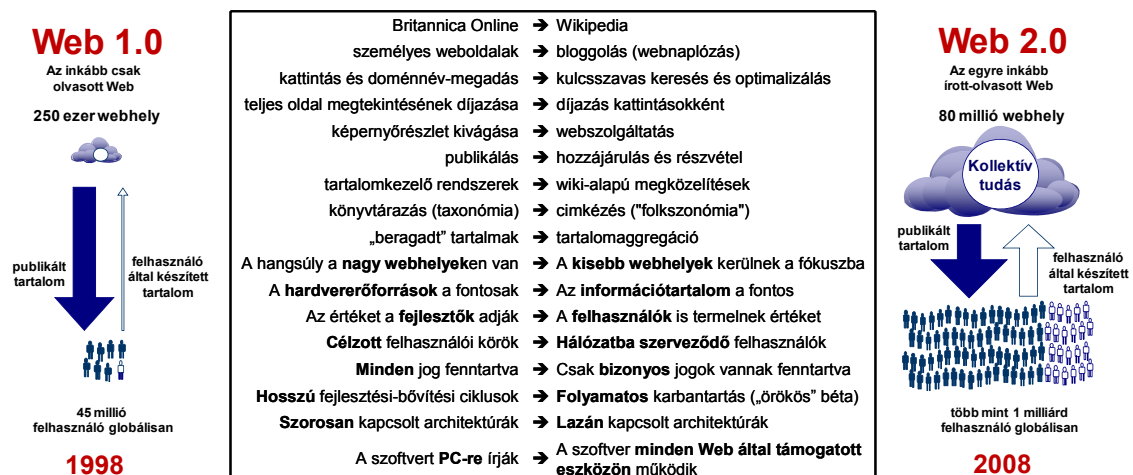 Web 1.0
Az inkább csak
olvasott Web
250 ezer webhely
publikált
tartalom
felhasználó
által készített
tartalom
45 millió
felhasználó globálisan
1998
Britannica Online ➔ Wikipedia
személyes weboldalak ➔ bloggolás (webnaplózás)
kattintás és doménnév-megadás ➔ kulcsszavas keresés és optimalizálás
teljes oldal megtekintésének díjazása ➔ díjazás kattintásokként
képernyőrészlet kivágása ➔ webszolgáltatás
publikálás ➔ hozzájárulás és részvétel
tartalomkezelő rendszerek ➔ wiki-alapú megközelítések
könyvtárazás (taxonómia) ➔ cimkézés ("folkszonómia")
„beragadt” tartalmak ➔ tartalomaggregáció
A hangsúly a nagy webhelyeken van ➔ A kisebb webhelyek kerülnek a fókuszba
A hardvererőforrások a fontosak ➔ Az információtartalom a fontos
Az értéket a fejlesztők adják ➔ A felhasználók is termelnek értéket
Célzott felhasználói körök ➔ Hálózatba szerveződő felhasználók
Minden jog fenntartva ➔ Csak bizonyos jogok vannak fenntartva
Hosszú fejlesztési-bővítési ciklusok ➔ Folyamatos karbantartás („örökös” béta)
Szorosan kapcsolt architektúrák ➔ Lazán kapcsolt architektúrák
A szoftvert PC-re írják ➔ A szoftver minden Web által támogatott
eszközön működik
Web 2.0
Az egyre inkább
írott-olvasott Web
80 millió webhely
Kollektív
tudás
publikált
tartalom
felhasználó
által készített
tartalom
több mint 1 milliárd
felhasználó globálisan
2008